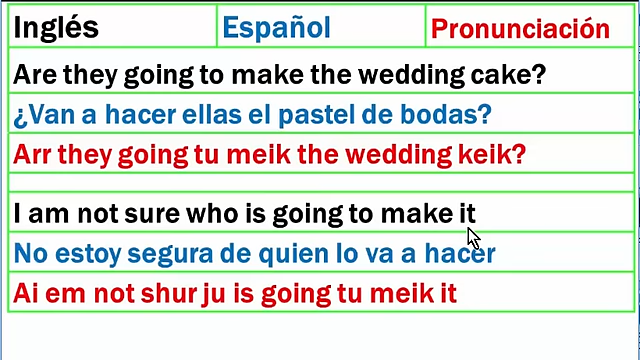 Inglés Español Pronunciación
Are they going to make the wedding cake?
¿Van a hacer ellas el pastel de bodas?
Arr they going tu meik the wedding keik?
I am not sure who is going to make it
No estoy segura de quien lo va a hacer
Ai em not shur ju is going tu meik it